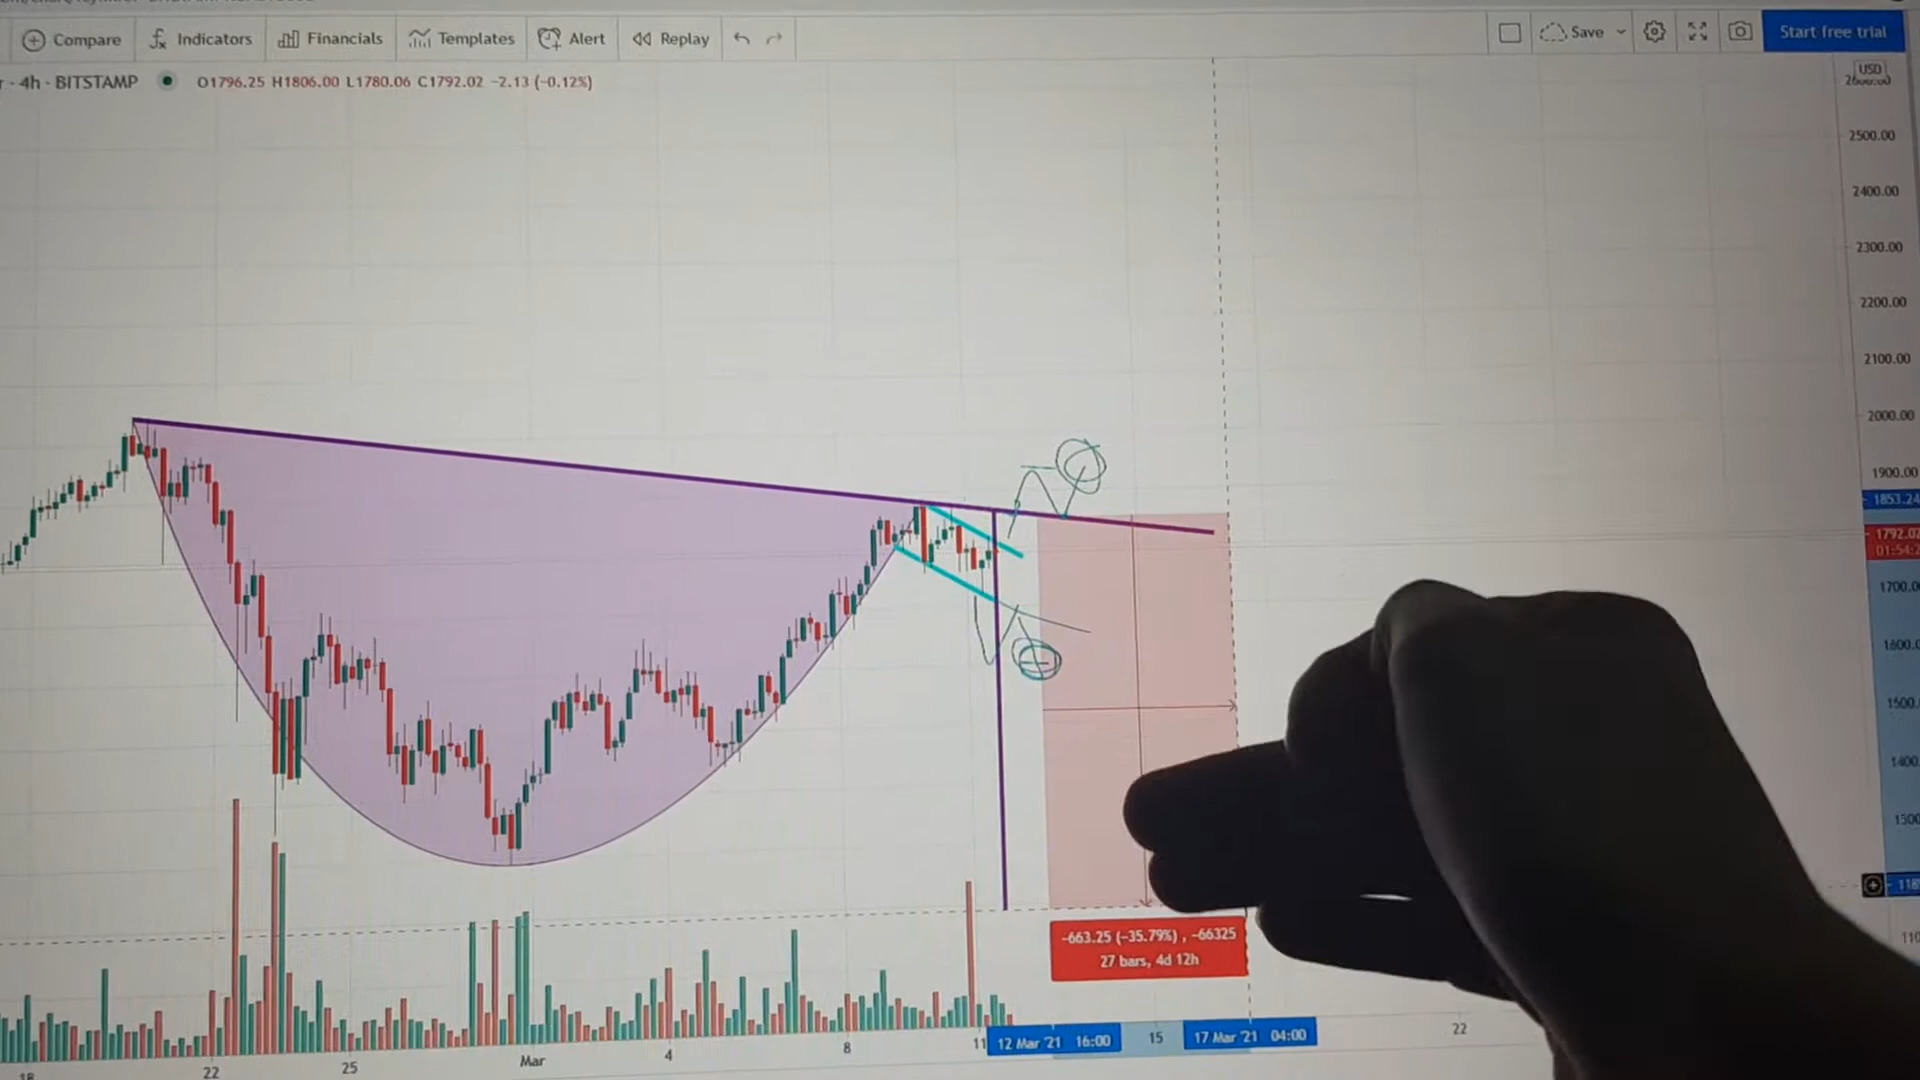 Compare Indicators Financials Templates Alert Replay Save Start free trial
4h · BITSTAMP O1796.25 H1806.00 L1780.06 C1792.02 −2.13 (−0.12%)
USD
2500.00
2400.00
2300.00
2200.00
2100.00
2000.00
1900.00
1853.24
1792.02
1700.0
1600.0
1500.
1400.
-663.25 (-35.79%) , -66325
27 bars, 4d 12h
18 22 25 Mar 4 8 11 12 Mar '21 16:00 15 17 Mar '21 04:00 22